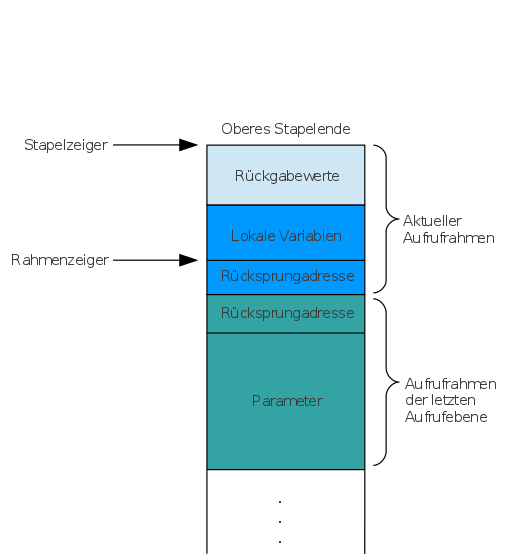 Oberes Stapelende
Stapelzeiger
Rückgabewerte
Aktueller
Aufrufrahmen
Lokale Variablen
Rahmenzeiger
Rücksprungadresse
Rücksprungadresse
Aufrufrahmen
der letzten
Aufrufebene
Parameter